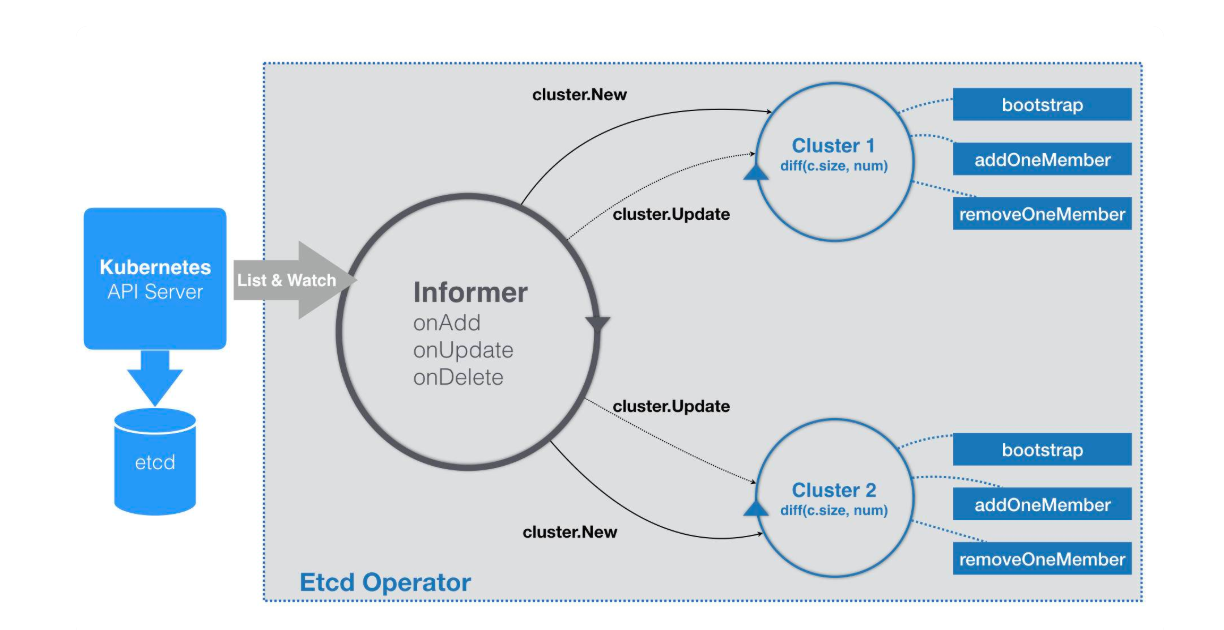 cluster.New
Cluster 1
diff(c.size, num)
bootstrap
addOneMember
removeOneMember
cluster.Update
Kubernetes
API Server
List & Watch
Informer
onAdd
onUpdate
onDelete
etcd
cluster.Update
Cluster 2
diff(c.size, num)
bootstrap
addOneMember
removeOneMember
cluster.New
Etcd Operator